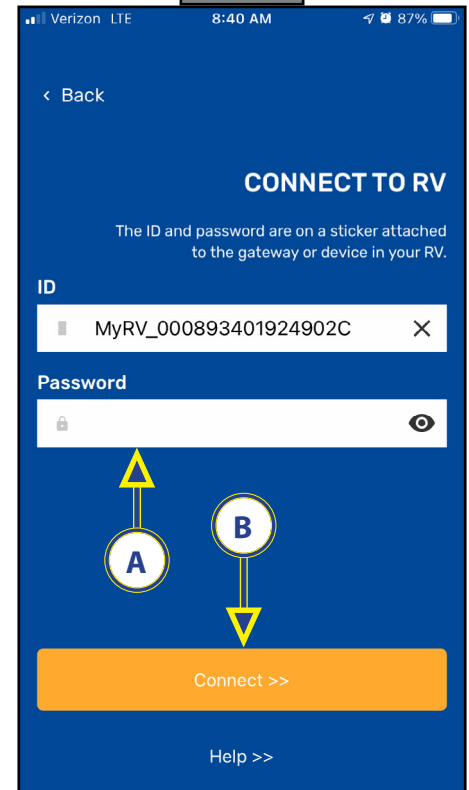 Verizon LTE 8:40 AM 87%
< Back
CONNECT TO RV
The ID and password are on a sticker attached
to the gateway or device in your RV.
ID
MyRV_000893401924902C
Password
B
A
Connect >>
Help >>